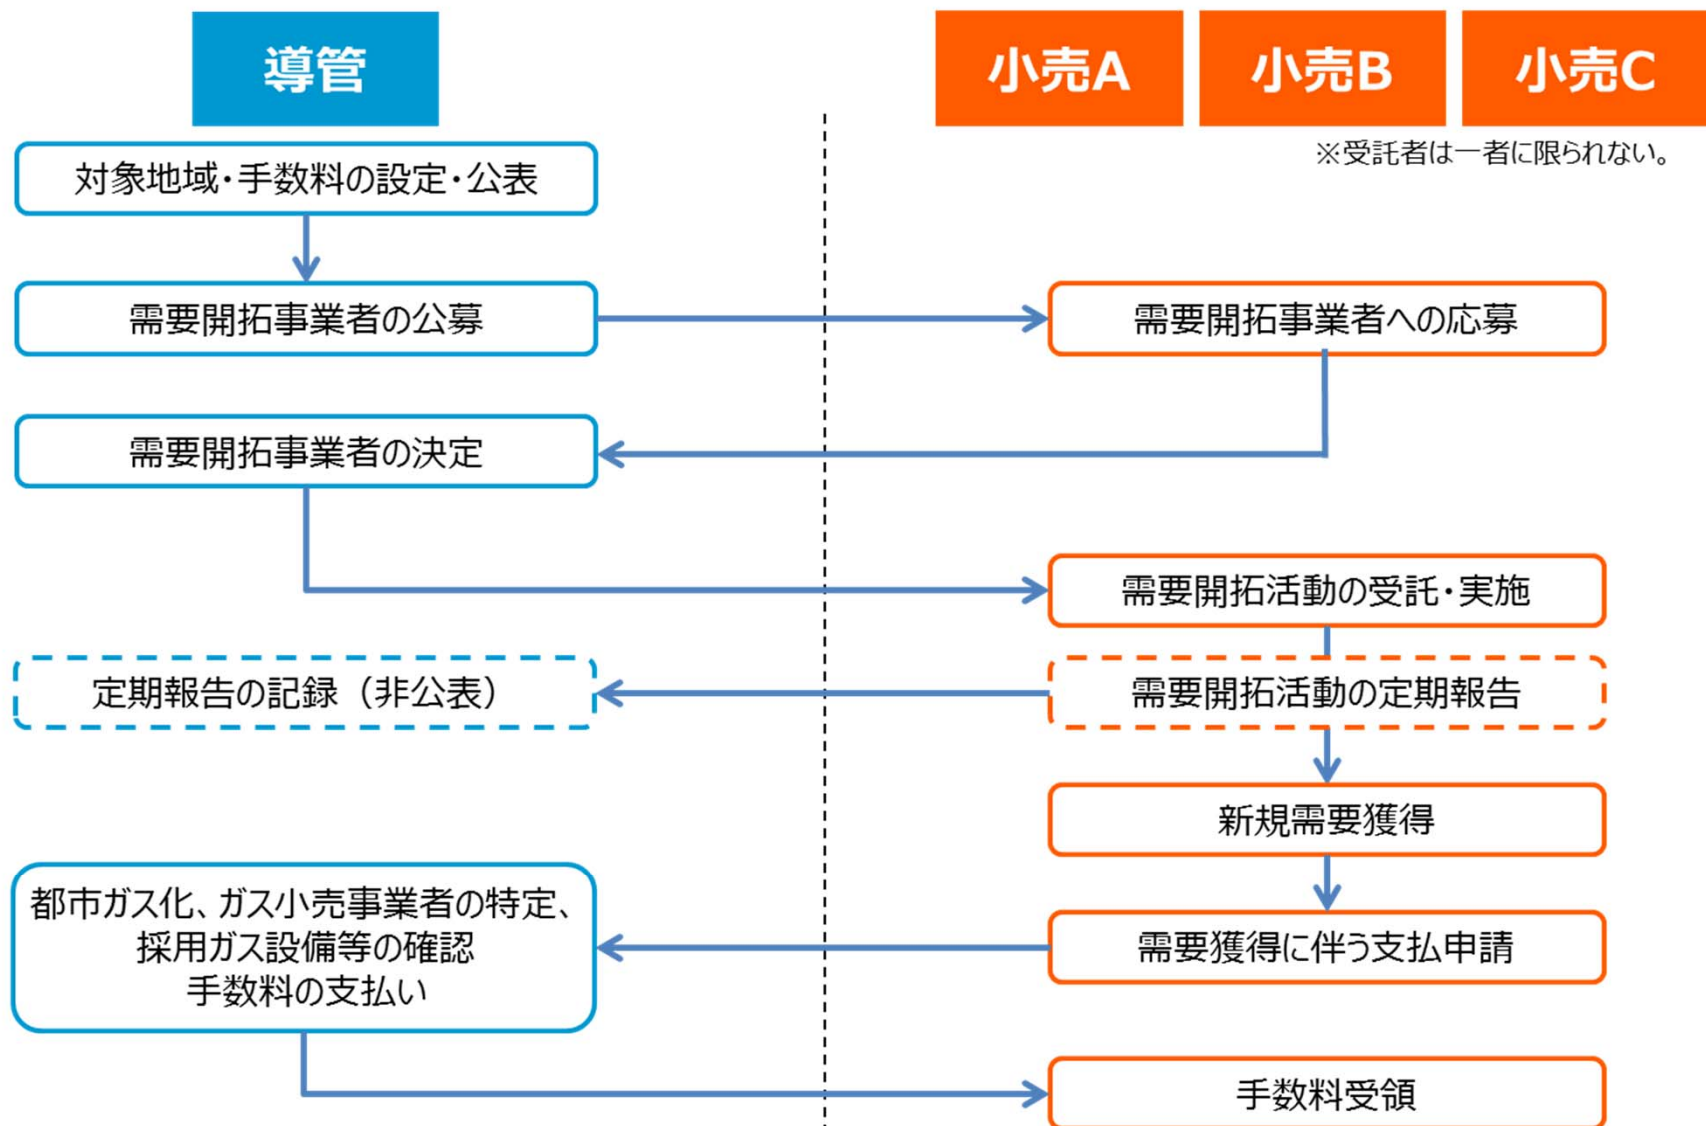 導管
小売A
小売B
小売C
※受託者は一者に限られない。
対象地域・手数料の設定・公表
需要開拓事業者の公募
需要開拓事業者への応募
需要開拓事業者の決定
需要開拓活動の受託・実施
定期報告の記録（非公表）
需要開拓活動の定期報告
新規需要獲得
都市ガス化、ガス小売事業者の特定、
採用ガス設備等の確認
手数料の支払い
需要獲得に伴う支払申請
手数料受領